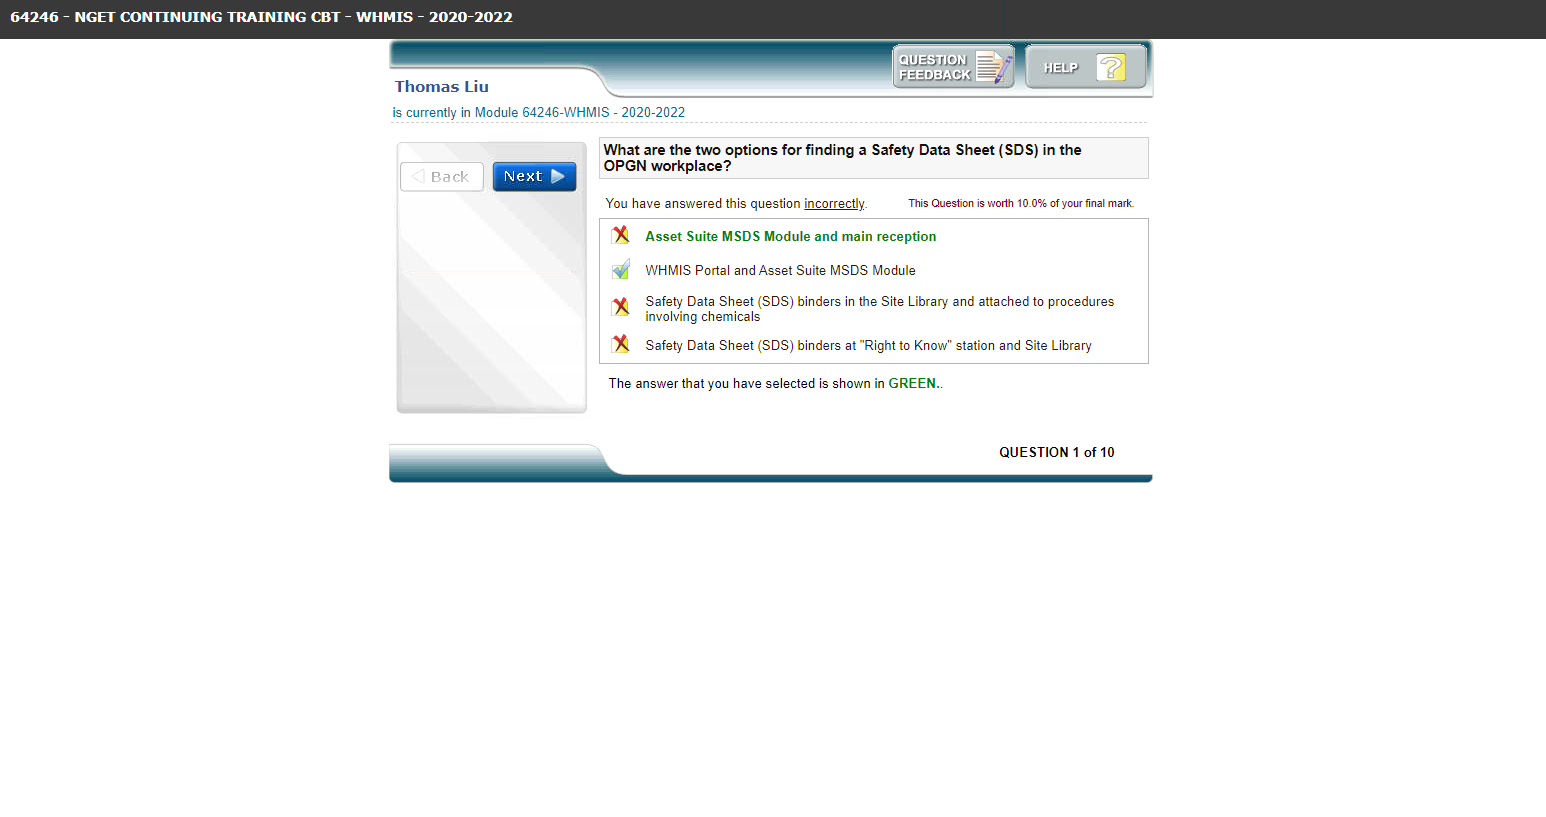 64246 - NGET CONTINUING TRAINING CBT - WHMIS - 2020-2022
QUESTION
FEEDBACK
HELP
Thomas Liu
is currently in Module 64246-WHMIS - 2020-2022
Back
Next
What are the two options for finding a Safety Data Sheet (SDS) in the
OPGN workplace?
You have answered this question incorrectly.
This Question is worth 10.0% of your final mark.
Asset Suite MSDS Module and main reception
WHMIS Portal and Asset Suite MSDS Module
Safety Data Sheet (SDS) binders in the Site Library and attached to procedures
involving chemicals
Safety Data Sheet (SDS) binders at "Right to Know" station and Site Library
The answer that you have selected is shown in GREEN..
QUESTION 1 of 10